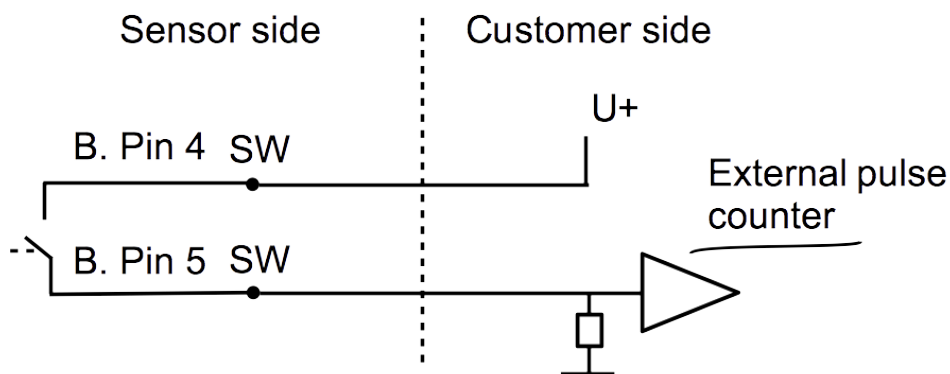 Sensor side
Customer side
U+
B. Pin 4 SW
External pulse
counter
B. Pin 5 SW